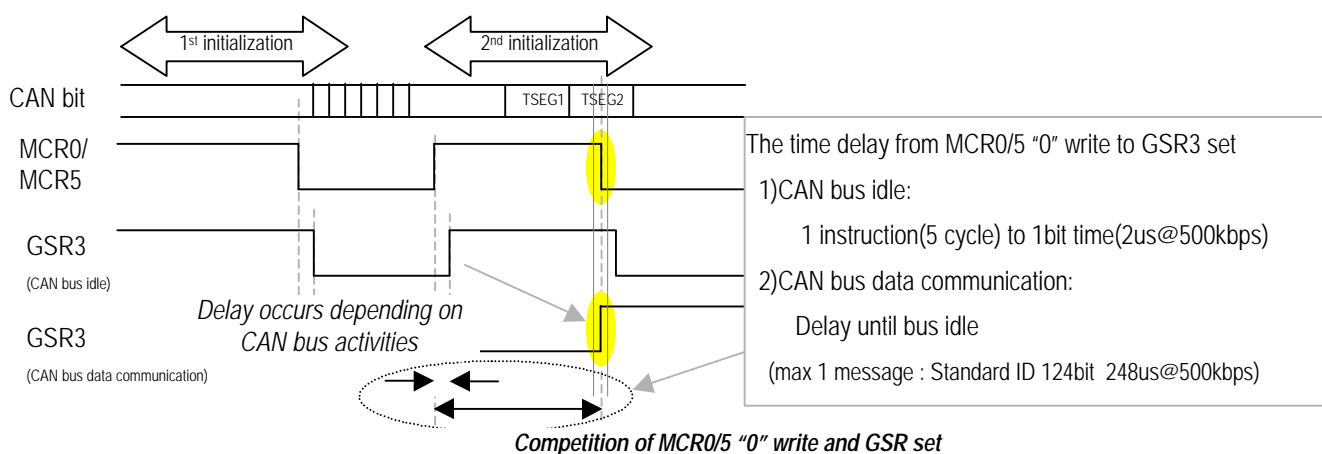 1st initialization
2nd initialization
CAN bit
TSEG1
TSEG2
MCR0/
MCR5
GSR3
(CAN bus idle)
Delay occurs depending on
CAN bus activities
GSR3
(CAN bus data communication)
The time delay from MCR0/5 “0” write to GSR3 set
1)CAN bus idle:
1 instruction(5 cycle) to 1bit time(2us@500kbps)
2)CAN bus data communication:
Delay until bus idle
(max 1 message : Standard ID 124bit 248us@500kbps)
Competition of MCR0/5 “0” write and GSR set